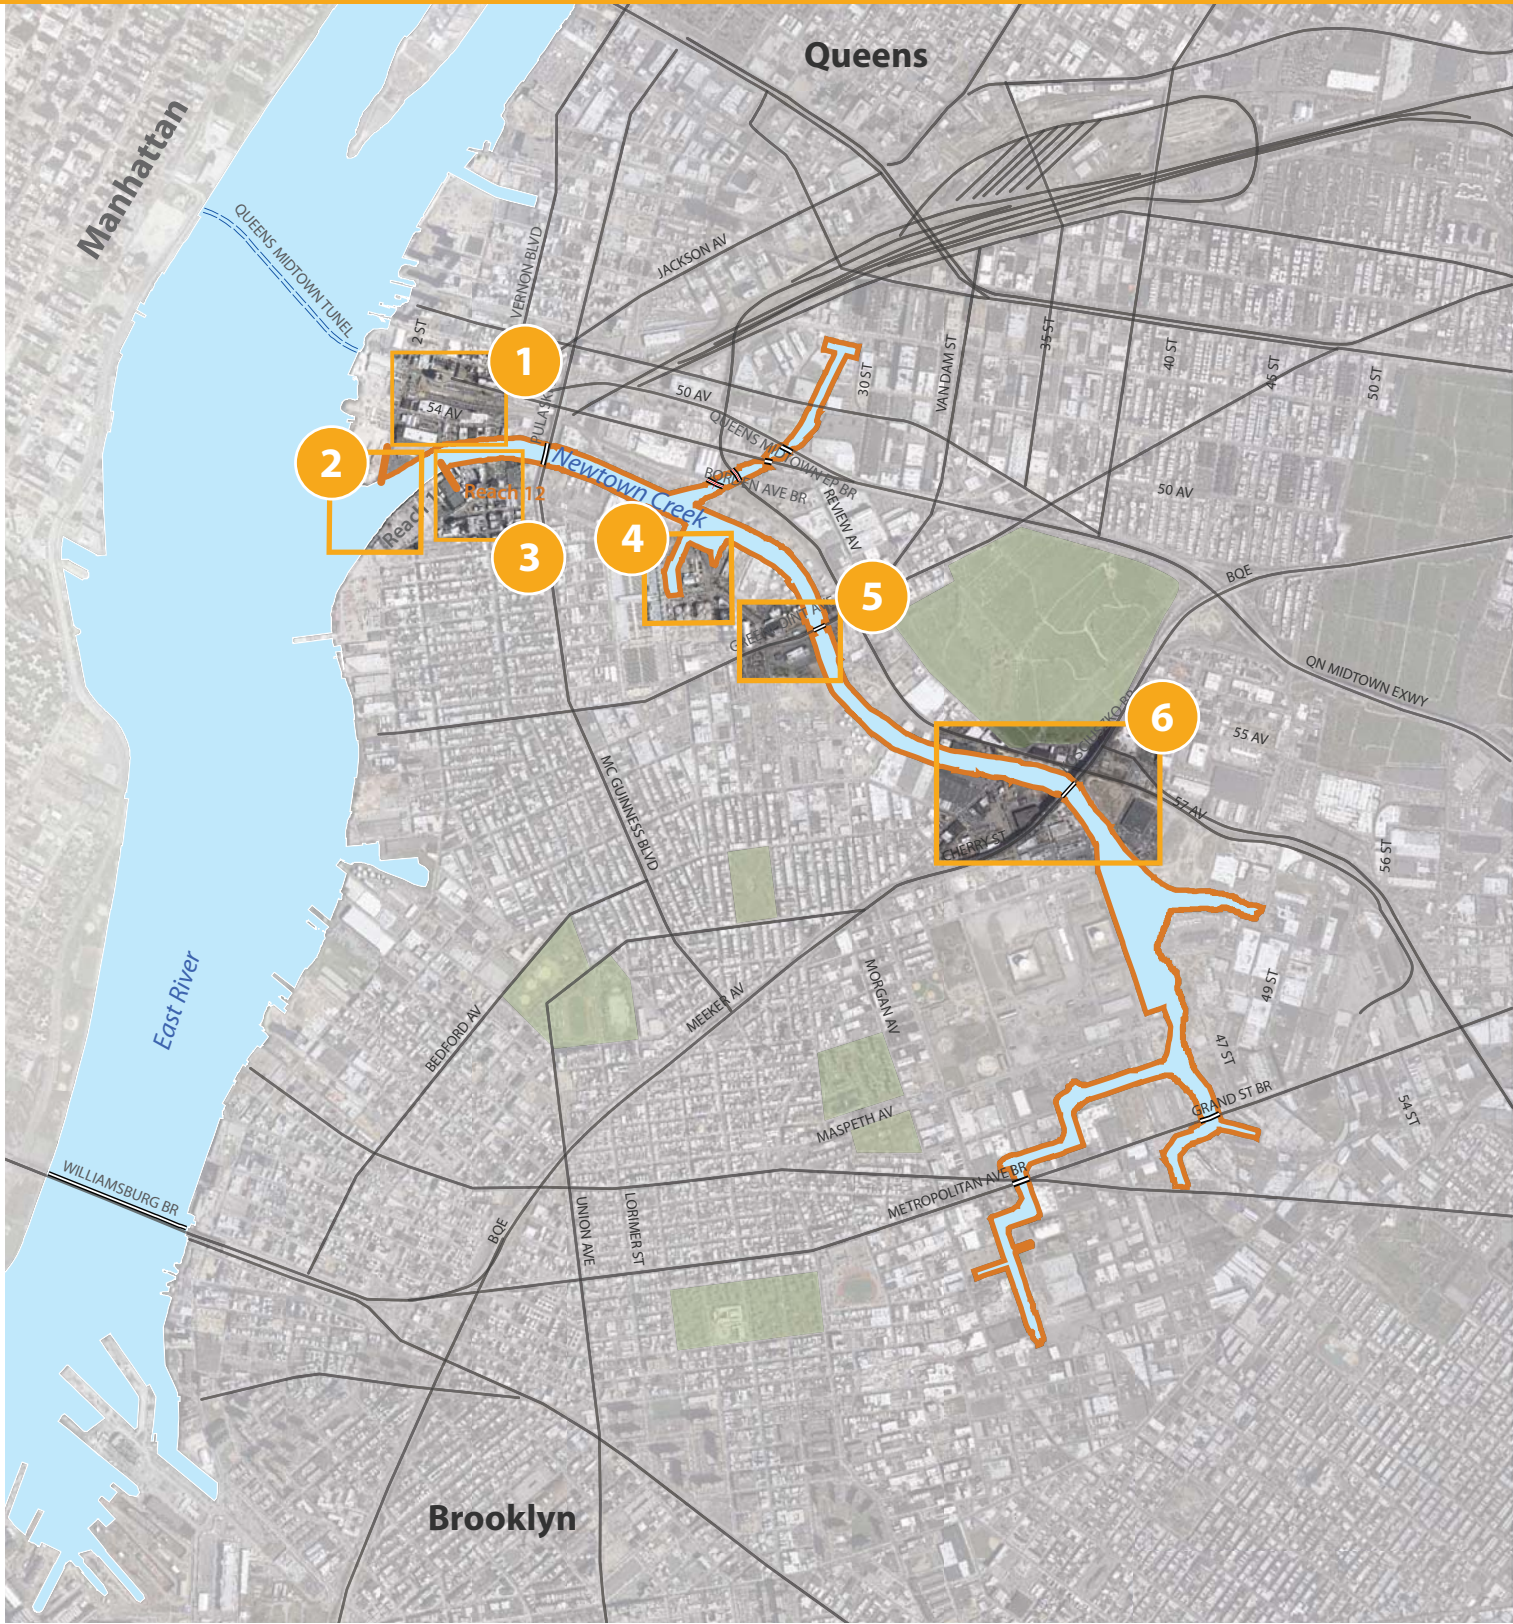 Queens
Manhattan
QUEENS MIDTOWN TUNEL
VERNON BLVD
JACKSON AV
2 ST
1
54 AV
50 AV
30 ST
VAN DAM ST
35 ST
40 ST
45 ST
50 ST
2
Newtown Creek
QUEENS MIDTOWN EP BR
BORDEN AVE BR
REVIEW AV
50 AV
Reach 12
3
4
5
BQE
QN MIDTOWN EXWY
6
55 AV
57 AV
CHERRY ST
56 ST
MC GUINNESS BLVD
East River
BEDFORD AV
MEEKER AV
MORGAN AV
49 ST
47 ST
GRAND ST BR
54 ST
MASPETH AV
METROPOLITAN AVE BR
WILLIAMSBURG BR
BQE
UNION AVE
LORIMER ST
Brooklyn